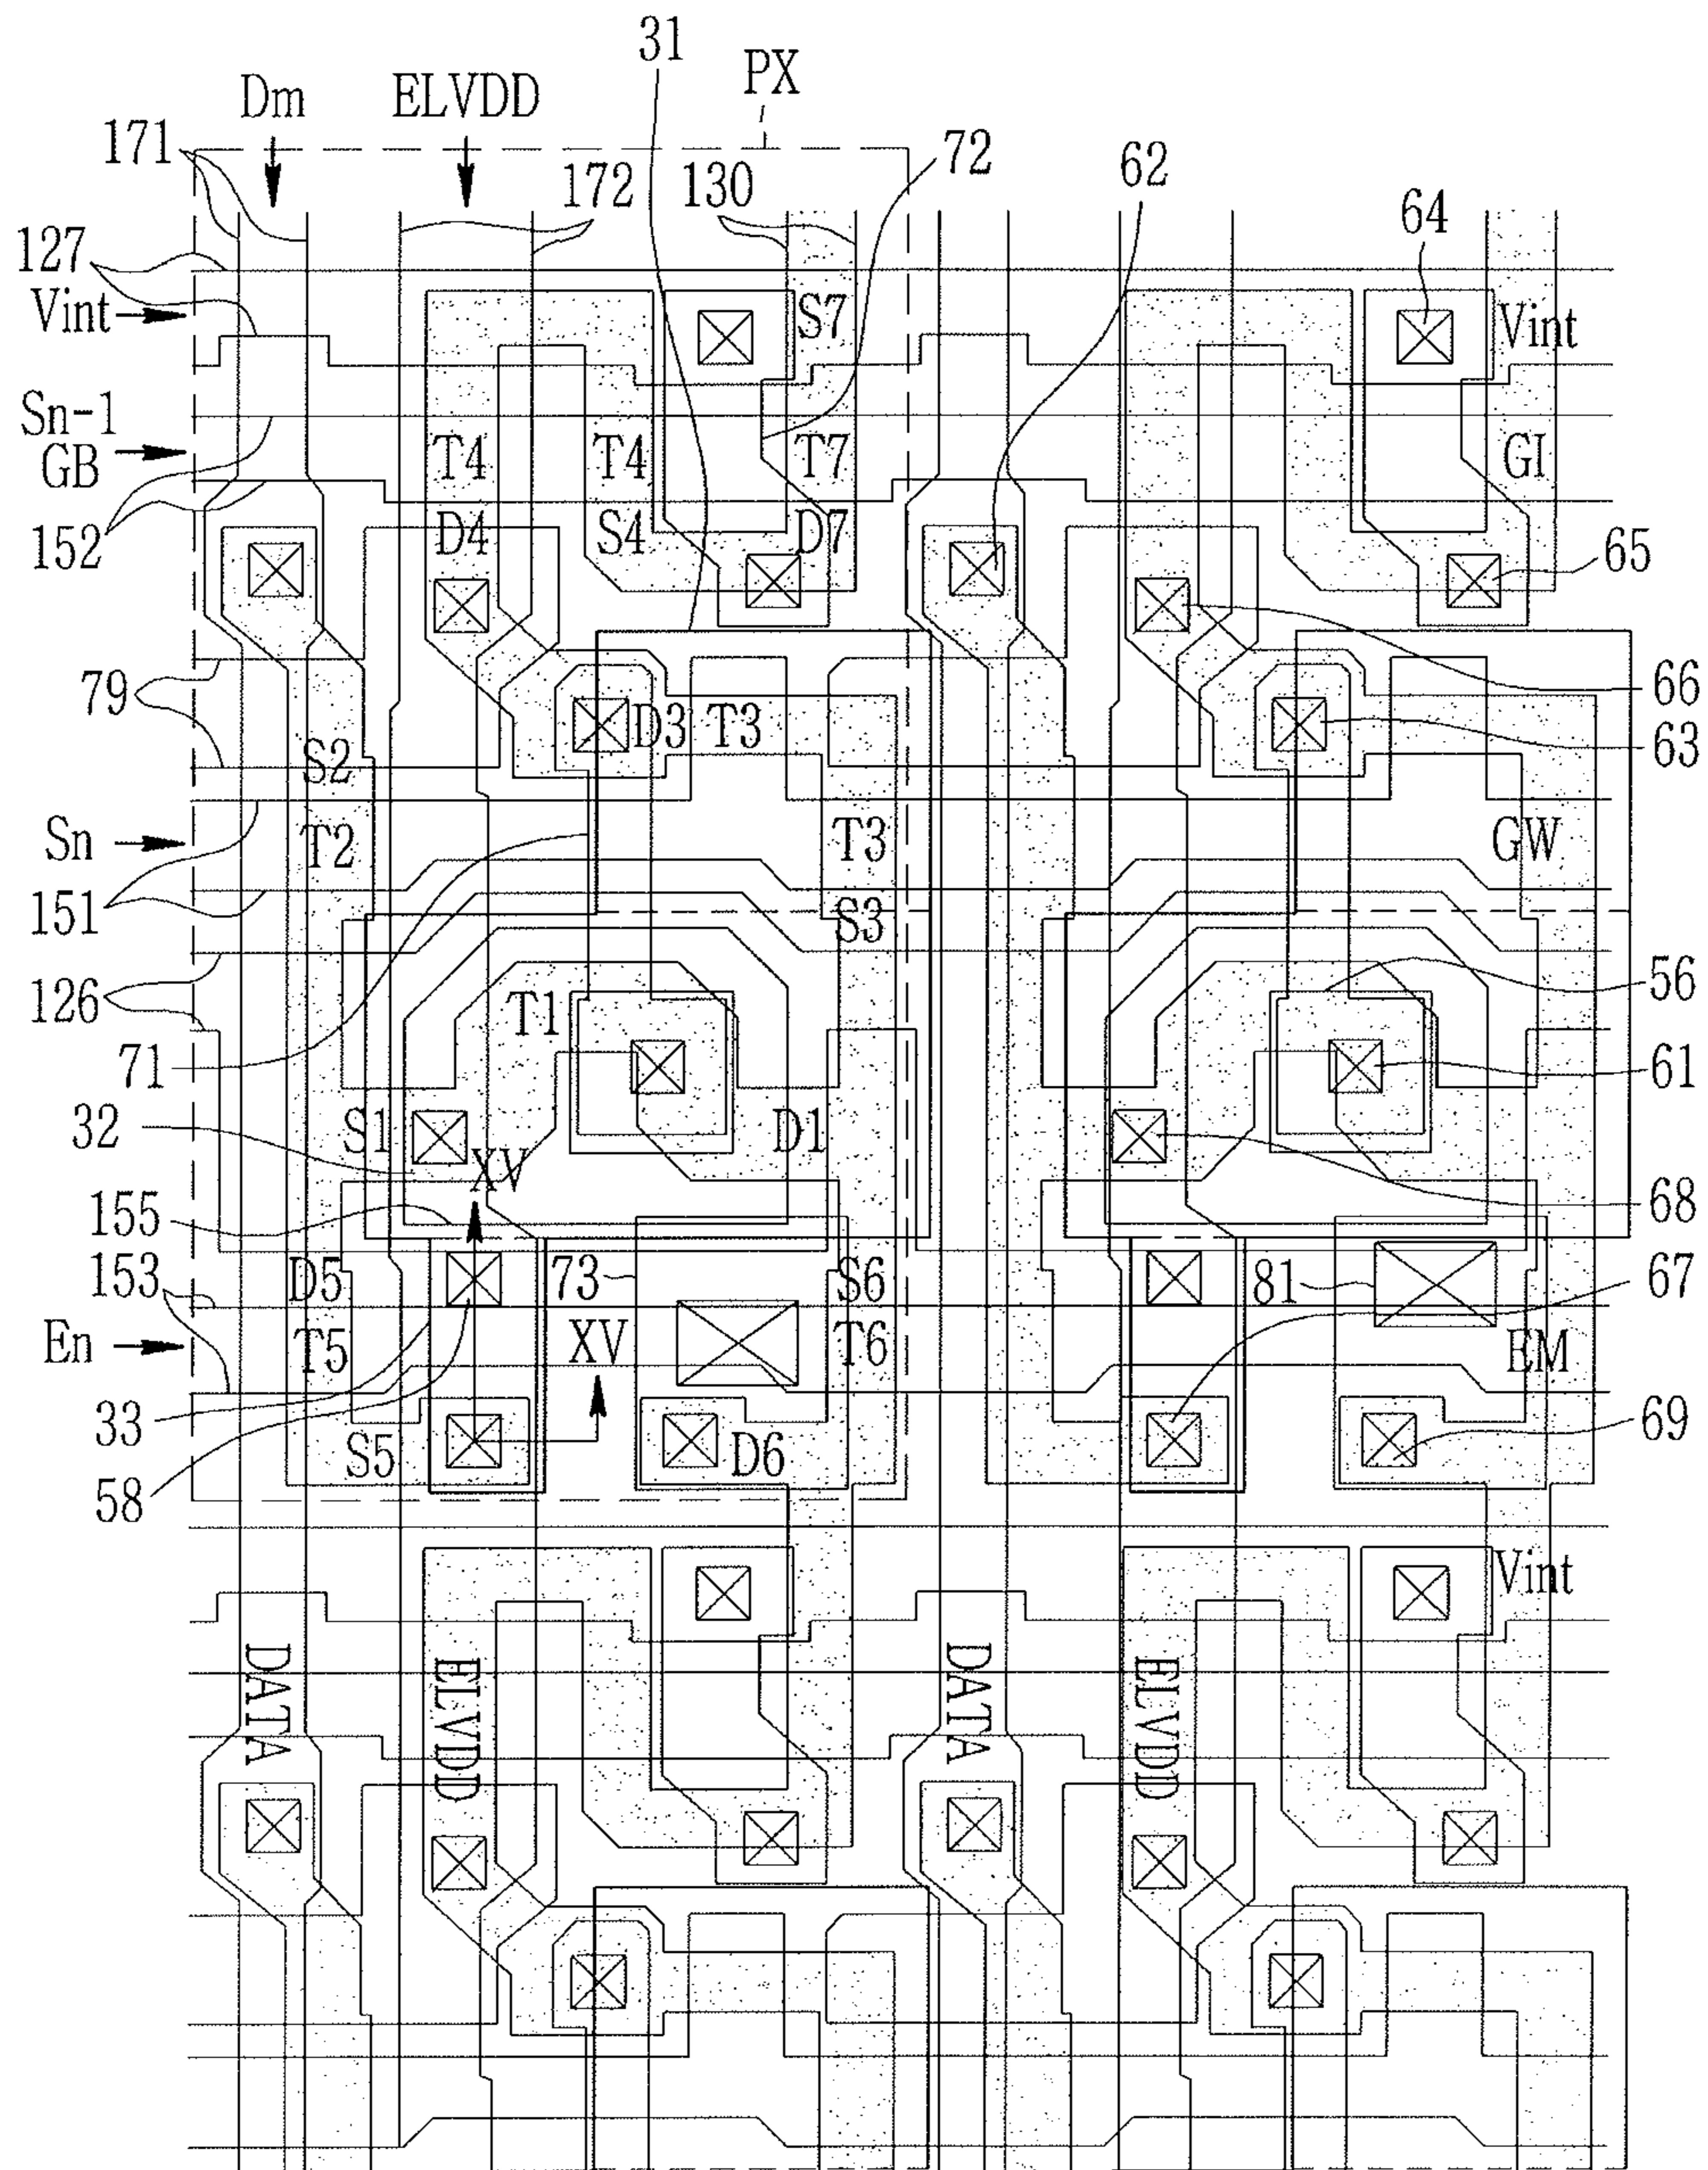 31
Dm
ELVDD
PX
171
172
130
72
62
64
127
Vint
S7
Vint
Sn-1
GB
T4
T4
T7
GI
152
D4
S4
D7
65
79
D3
T3
66
63
S2
Sn
T2
T3
GW
151
S3
126
T1
56
71
61
32
S1
D1
XV
155
68
153
D5
73
S6
81
67
En
T5
XV
T6
EM
33
S5
D6
69
58
Vint
DATA
ELVDD
DATA
ELVDD